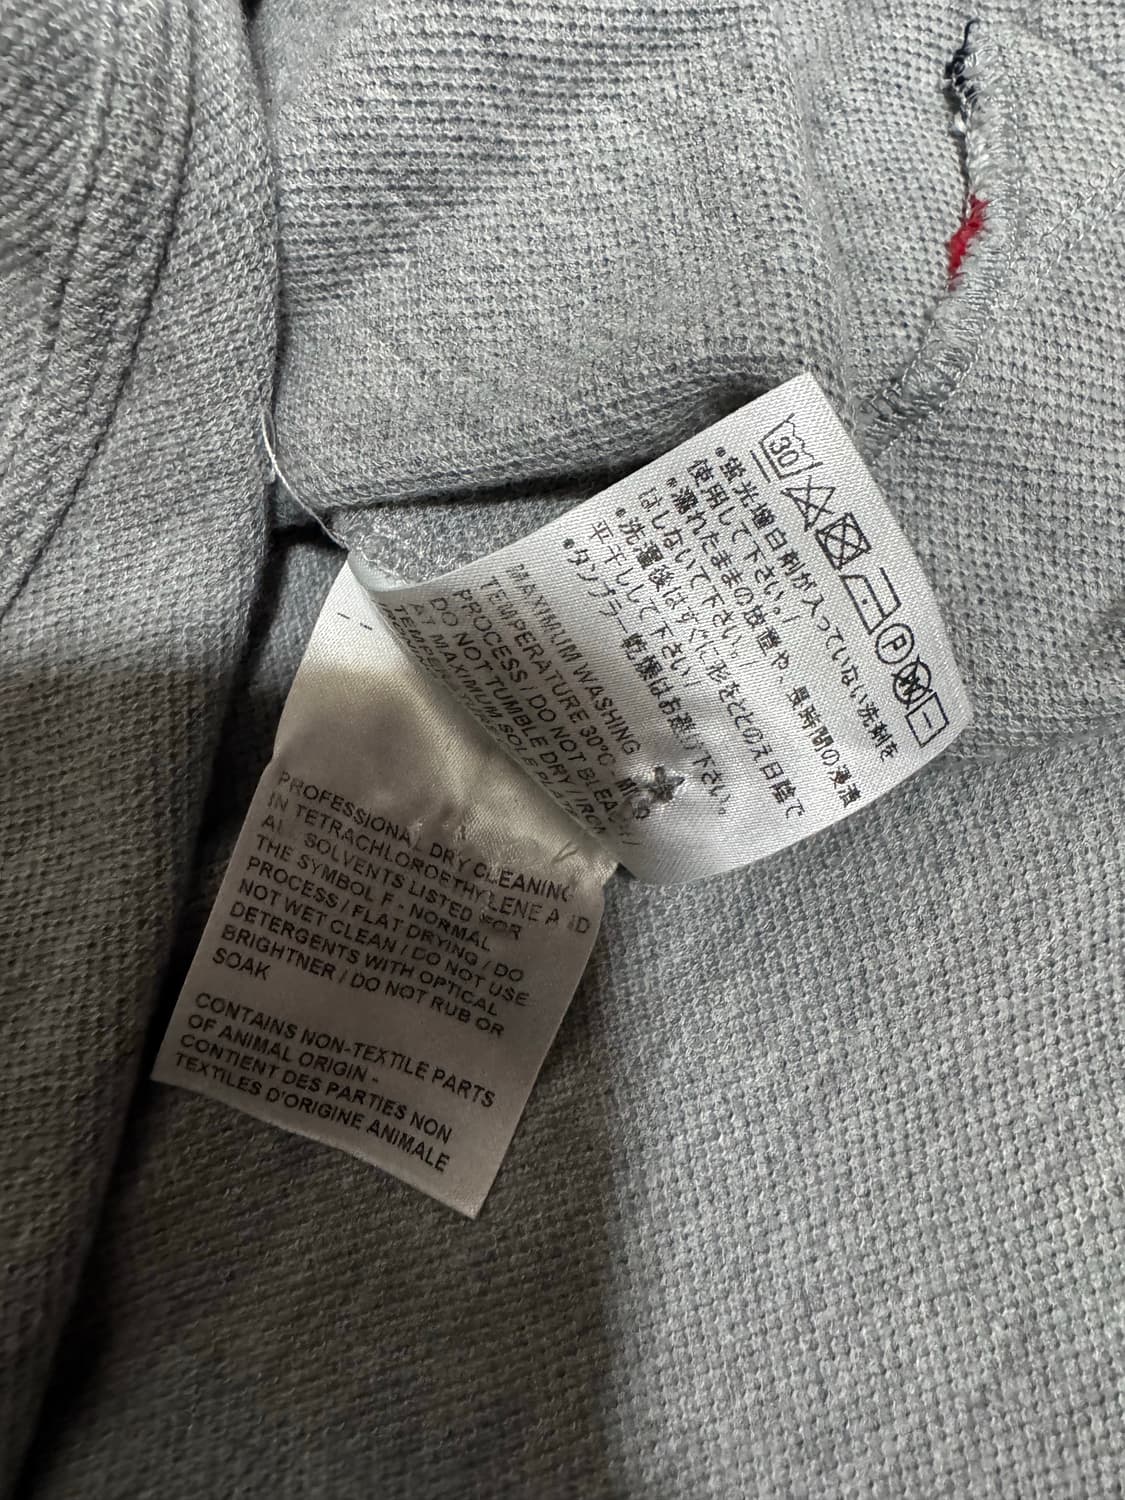 30
P
•蛍光増白剤が入っていない洗剤を
使用して下さい。/
•濡れたままの放置や、長時間の浸漬
はしないで下さい。/
•洗濯後はすぐに形をととのえ日陰で
平干しして下さい。/
•タンブラー乾燥はお避け下さい。
MAXIMUM WASHING
TEMPERATURE 30°C - MILD
PROCESS / DO NOT BLEACH /
DO NOT TUMBLE DRY / IRON
AT MAXIMUM SOLE PLATE
PROFESSIONAL DRY CLEANING
IN TETRACHLOROETHYLENE AND
ALL SOLVENTS LISTED FOR
THE SYMBOL F - NORMAL
PROCESS / FLAT DRYING / DO
NOT WET CLEAN / DO NOT USE
DETERGENTS WITH OPTICAL
BRIGHTNER / DO NOT RUB OR
SOAK
CONTAINS NON-TEXTILE PARTS
OF ANIMAL ORIGIN -
CONTIENT DES PARTIES NON
TEXTILES D'ORIGINE ANIMALE